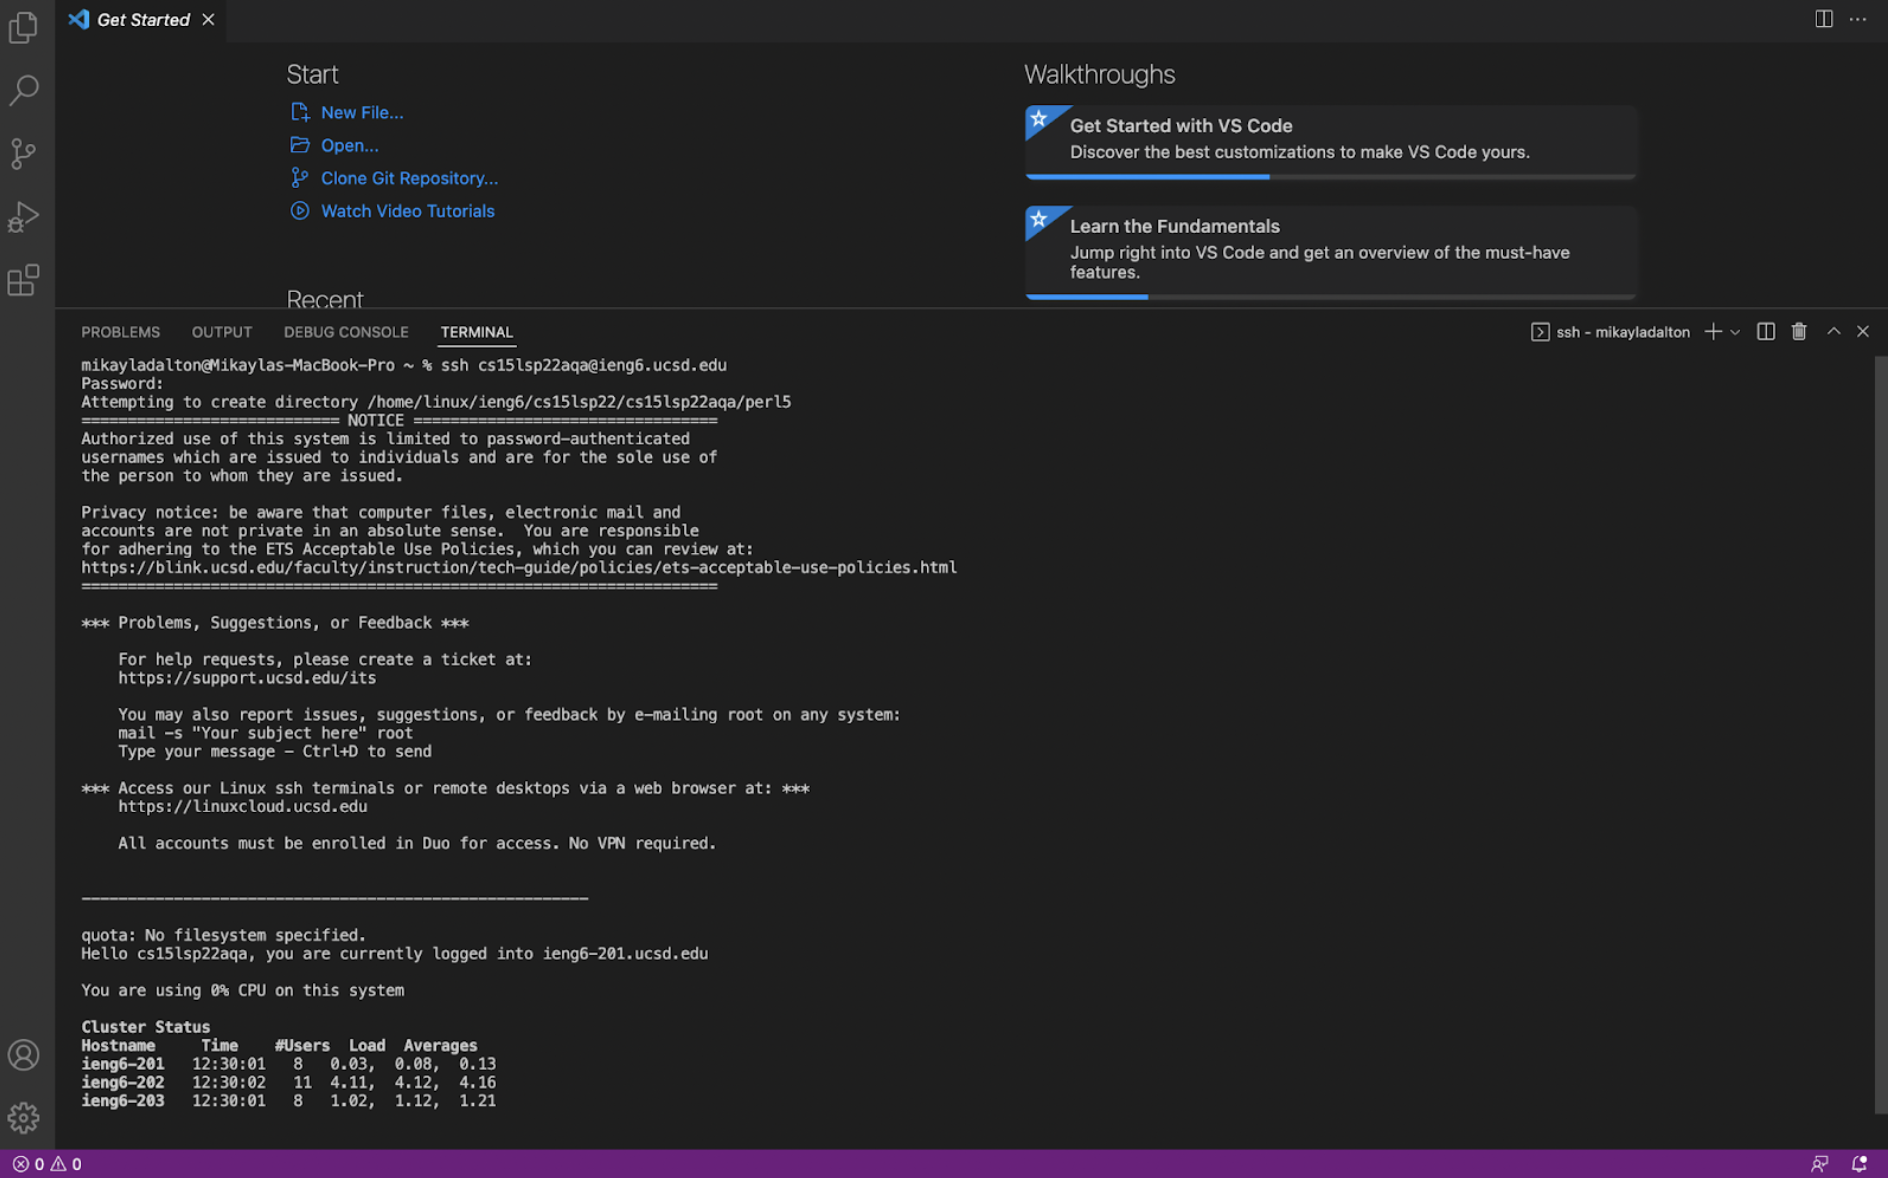 Get Started
Start
New File...
Open...
Clone Git Repository...
Watch Video Tutorials
Recent
Walkthroughs
Get Started with VS Code
Discover the best customizations to make VS Code yours.
Learn the Fundamentals
Jump right into VS Code and get an overview of the must-have
features.
PROBLEMS OUTPUT DEBUG CONSOLE TERMINAL
ssh - mikayladalton
mikayladalton@Mikaylas-MacBook-Pro ~ % ssh cs15lsp22aqa@ieng6.ucsd.edu
Password:
Attempting to create directory /home/linux/ieng6/cs15lsp22/cs15lsp22aqa/perl5
============================ NOTICE =================================
Authorized use of this system is limited to password-authenticated
usernames which are issued to individuals and are for the sole use of
the person to whom they are issued.
Privacy notice: be aware that computer files, electronic mail and
accounts are not private in an absolute sense.  You are responsible
for adhering to the ETS Acceptable Use Policies, which you can review at:
https://blink.ucsd.edu/faculty/instruction/tech-guide/policies/ets-acceptable-use-policies.html
=====================================================================
*** Problems, Suggestions, or Feedback ***
For help requests, please create a ticket at:
https://support.ucsd.edu/its
You may also report issues, suggestions, or feedback by e-mailing root on any system:
mail -s "Your subject here" root
Type your message - Ctrl+D to send
*** Access our Linux ssh terminals or remote desktops via a web browser at: ***
https://linuxcloud.ucsd.edu
All accounts must be enrolled in Duo for access. No VPN required.
-------------------------------------------------------
quota: No filesystem specified.
Hello cs15lsp22aqa, you are currently logged into ieng6-201.ucsd.edu
You are using 0% CPU on this system
Cluster Status
Hostname     Time    #Users  Load  Averages
ieng6-201   12:30:01   8   0.03,  0.08,  0.13
ieng6-202   12:30:02   11  4.11,  4.12,  4.16
ieng6-203   12:30:01   8   1.02,  1.12,  1.21
0 0